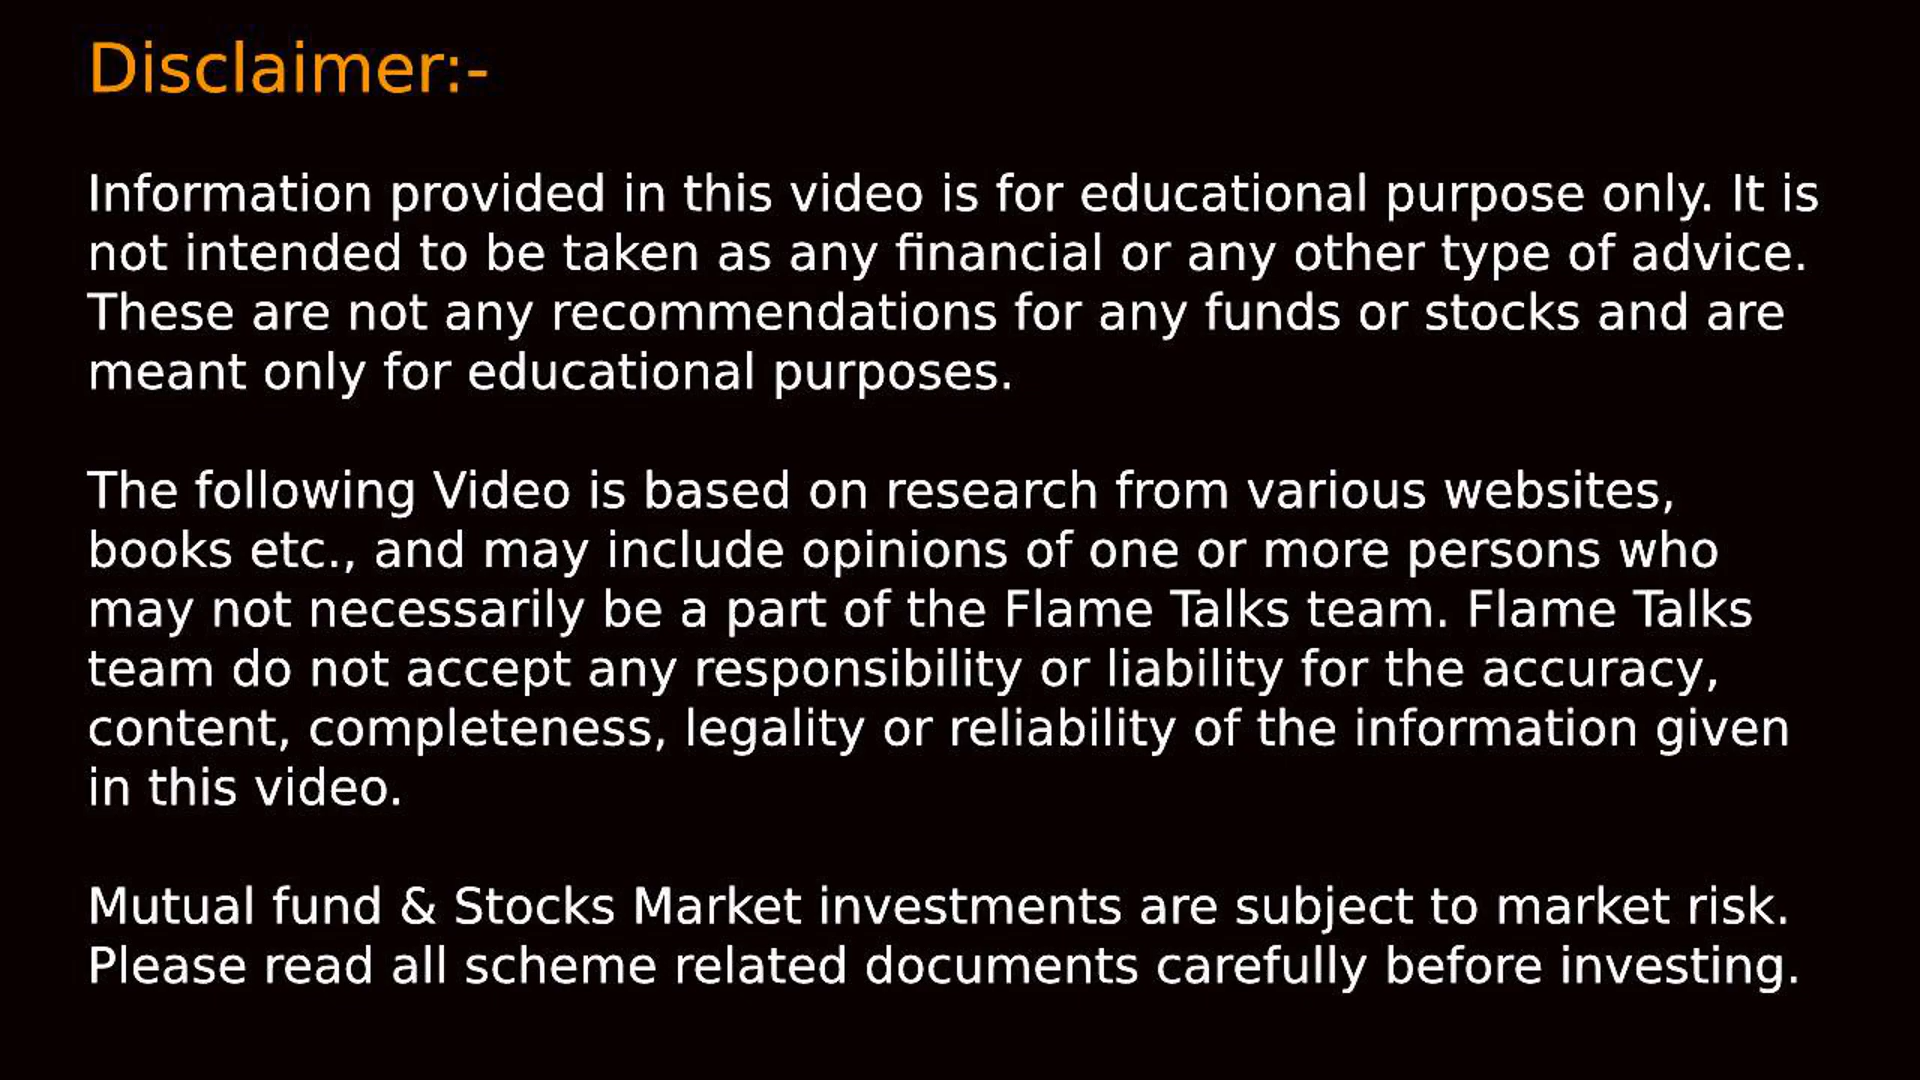 Disclaimer:-
Information provided in this video is for educational purpose only. It is
not intended to be taken as any financial or any other type of advice.
These are not any recommendations for any funds or stocks and are
meant only for educational purposes.
The following Video is based on research from various websites,
books etc., and may include opinions of one or more persons who
may not necessarily be a part of the Flame Talks team. Flame Talks
team do not accept any responsibility or liability for the accuracy,
content, completeness, legality or reliability of the information given
in this video.
Mutual fund & Stocks Market investments are subject to market risk.
Please read all scheme related documents carefully before investing.